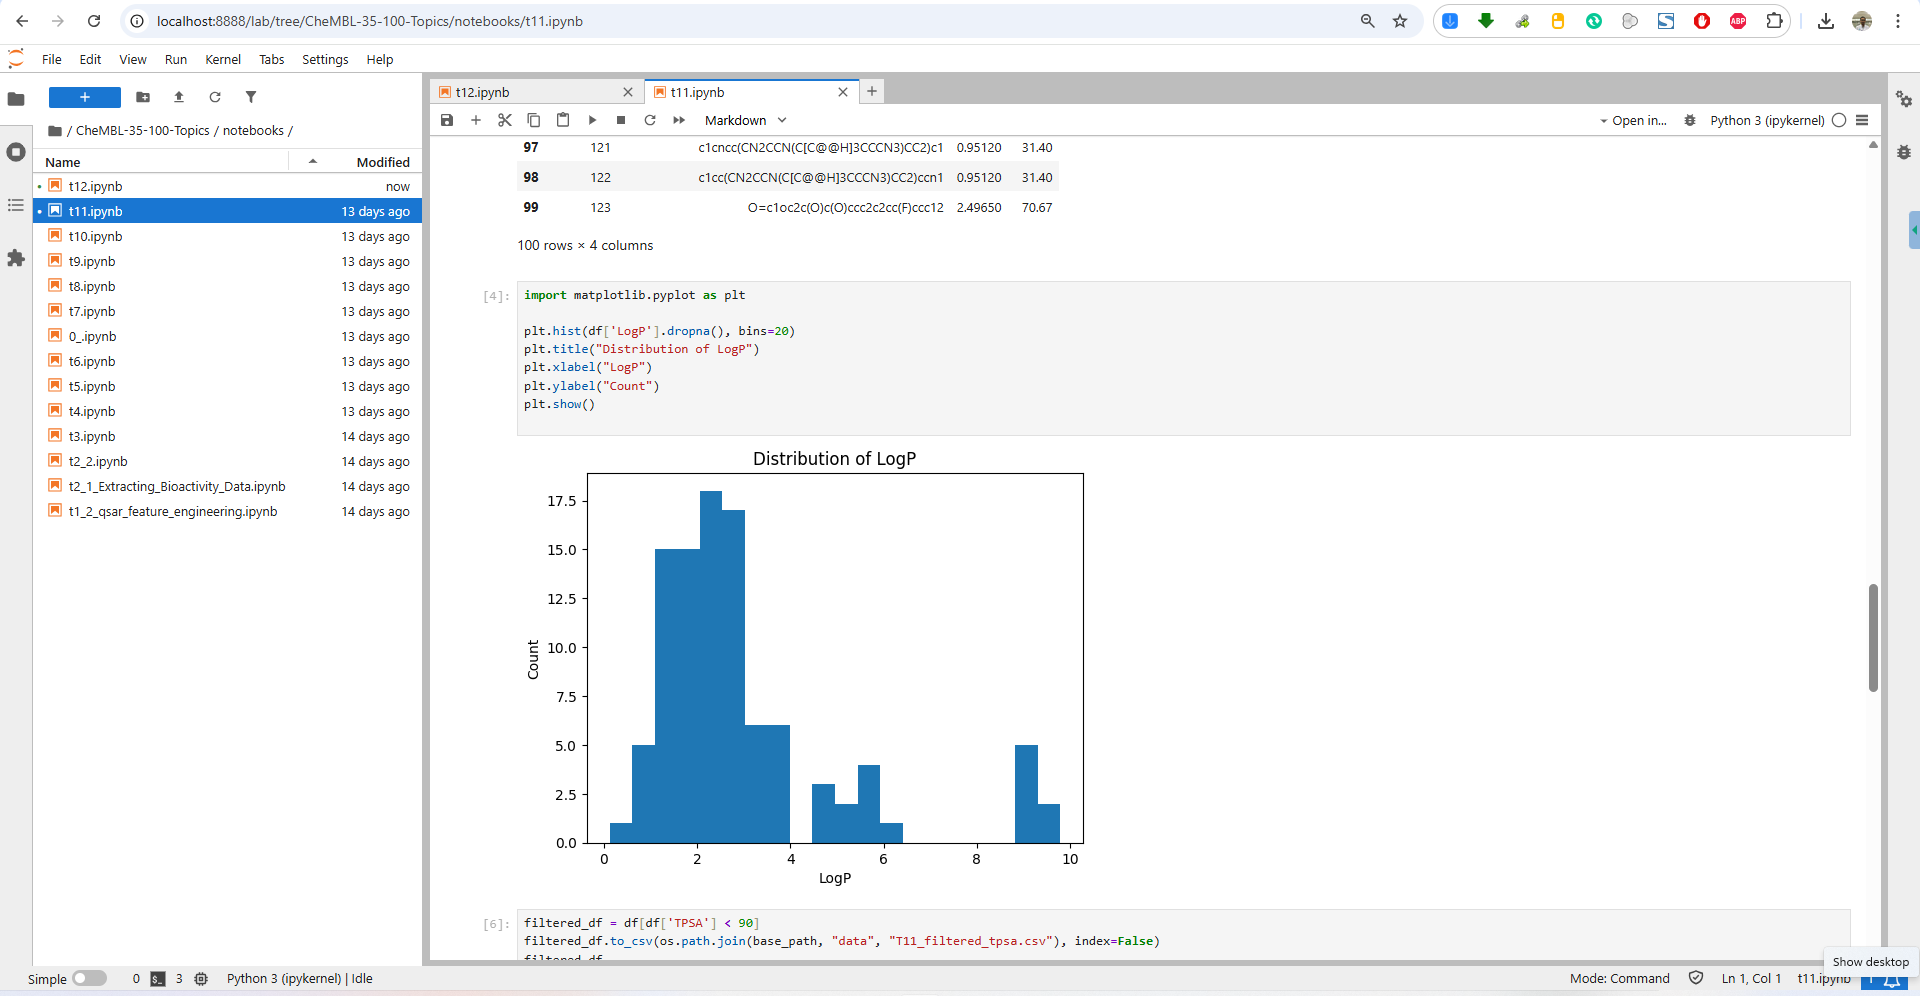 localhost:8888/lab/tree/CheMBL-35-100-Topics/notebooks/t11.ipynb
ABP
File Edit View Run Kernel Tabs Settings Help
t12.ipynb
t11.ipynb
/ CheMBL-35-100-Topics / notebooks /
Markdown
Open in...
Python 3 (ipykernel)
Name Modified
t12.ipynb now
t11.ipynb 13 days ago
t10.ipynb 13 days ago
t9.ipynb 13 days ago
t8.ipynb 13 days ago
t7.ipynb 13 days ago
0_.ipynb 13 days ago
t6.ipynb 13 days ago
t5.ipynb 13 days ago
t4.ipynb 13 days ago
t3.ipynb 14 days ago
t2_2.ipynb 14 days ago
t2_1_Extracting_Bioactivity_Data.ipynb 14 days ago
t1_2_qsar_feature_engineering.ipynb 14 days ago
97 121 c1cncc(CN2CCN(C[C@@H]3CCCN3)CC2)c1 0.95120 31.40
98 122 c1cc(CN2CCN(C[C@@H]3CCCN3)CC2)ccn1 0.95120 31.40
99 123 O=c1oc2c(O)c(O)ccc2c2cc(F)ccc12 2.49650 70.67
100 rows × 4 columns
[4]:
import matplotlib.pyplot as plt
plt.hist(df['LogP'].dropna(), bins=20)
plt.title("Distribution of LogP")
plt.xlabel("LogP")
plt.ylabel("Count")
plt.show()
Distribution of LogP
17.5
15.0
12.5
10.0
7.5
5.0
2.5
0.0
Count
0 2 4 6 8 10
LogP
[6]:
filtered_df = df[df['TPSA'] < 90]
filtered_df.to_csv(os.path.join(base_path, "data", "T11_filtered_tpsa.csv"), index=False)
filtered_df
Show desktop
Simple 0 3 Python 3 (ipykernel) | Idle
Mode: Command Ln 1, Col 1 t11.ipynb